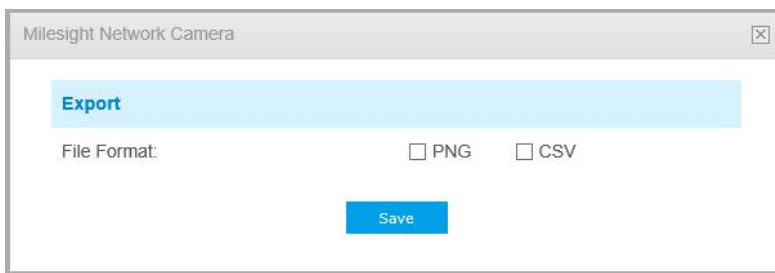 Milesight Network Camera
Export
File Format: PNG CSV
Save